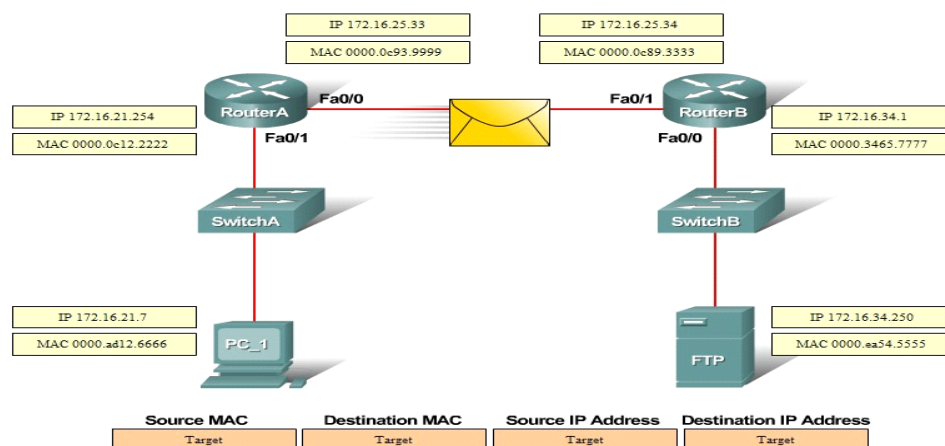 IP 172.16.25.33
IP 172.16.25.34
MAC 0000.0c93.9999
MAC 0000.0c89.3333
Fa0/0
Fa0/1
RouterA
RouterB
IP 172.16.21.254
IP 172.16.34.1
Fa0/1
Fa0/0
MAC 0000.0c12.2222
MAC 0000.3465.7777
SwitchA
SwitchB
IP 172.16.21.7
IP 172.16.34.250
MAC 0000.ad12.6666
PC_1
FTP
MAC 0000.ea54.5555
Source MAC Destination MAC Source IP Address Destination IP Address
Target Target Target Target